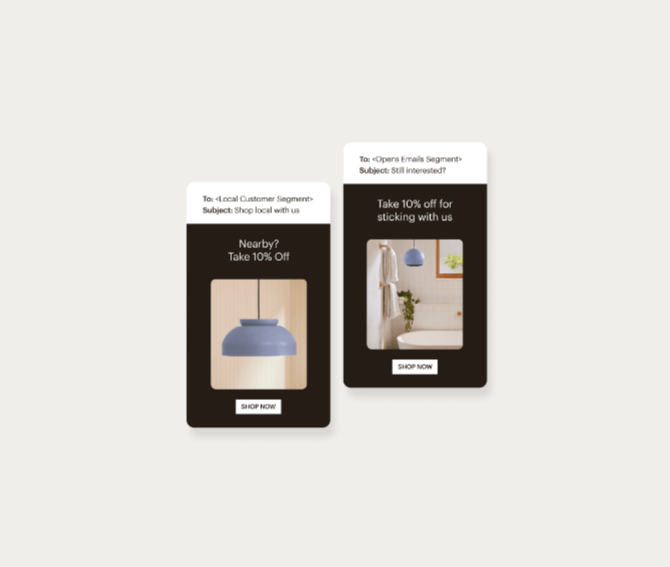 To: <Local Customer Segment>
Subject: Shop local with us
Nearby?
Take 10% Off
SHOP NOW
To: <Opens Emails Segment>
Subject: Still interested?
Take 10% off for
sticking with us
SHOP NOW